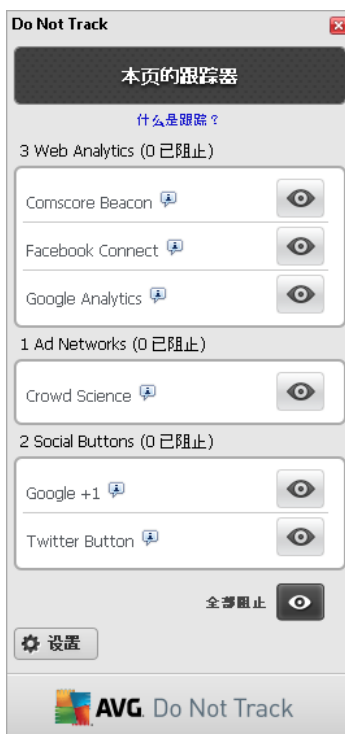 Do Not Track
本页的跟踪器
什么是跟踪？
3 Web Analytics (0 已阻止)
Comscore Beacon
Facebook Connect
Google Analytics
1 Ad Networks (0 已阻止)
Crowd Science
2 Social Buttons (0 已阻止)
Google +1
Twitter Button
全部阻止
设置
AVG. Do Not Track